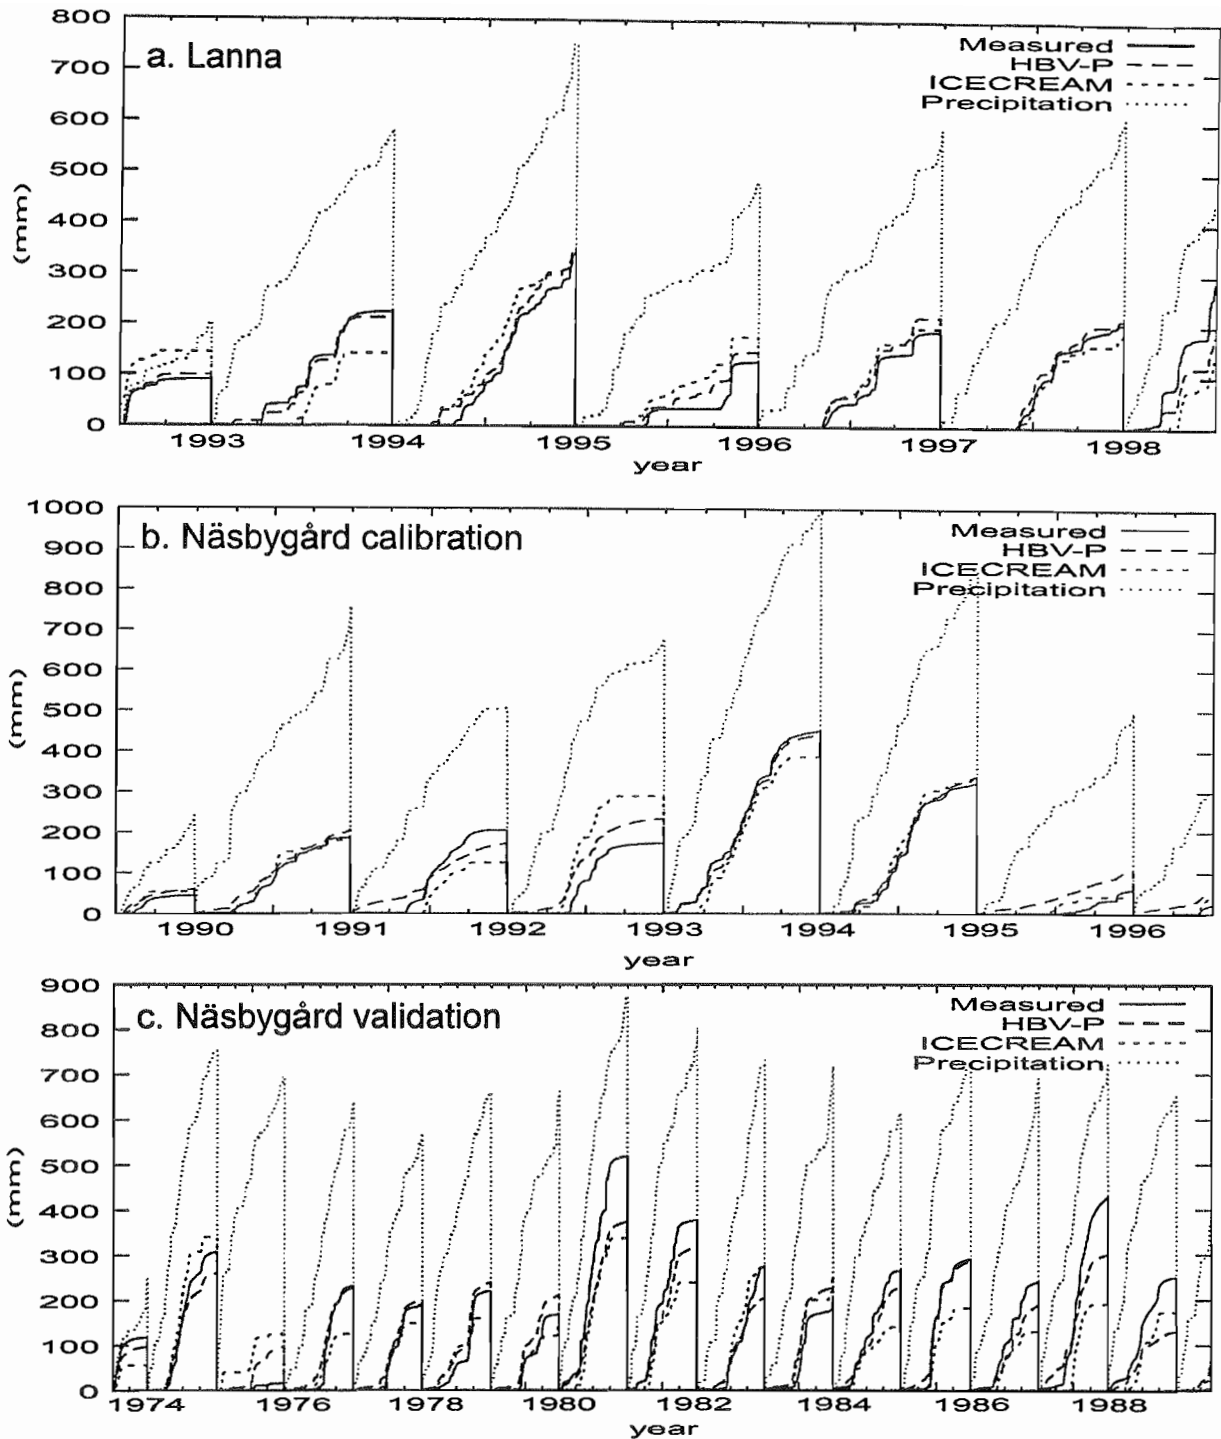 800
a. Lanna
Measured
700
HBV-P
ICECREAM
600
Precipitation
500
400
(mm)
300
200
100
0
1993 1994 1995 1996 1997 1998
year
1000
b. Näsbygård calibration
Measured
900
HBV-P
ICECREAM
800
Precipitation
700
600
500
(mm)
400
300
200
100
0
1990 1991 1992 1993 1994 1995 1996
year
900
c. Näsbygård validation
Measured
800
HBV-P
ICECREAM
700
Precipitation
600
500
(mm)
400
300
200
100
0
1974 1976 1978 1980 1982 1984 1986 1988
year